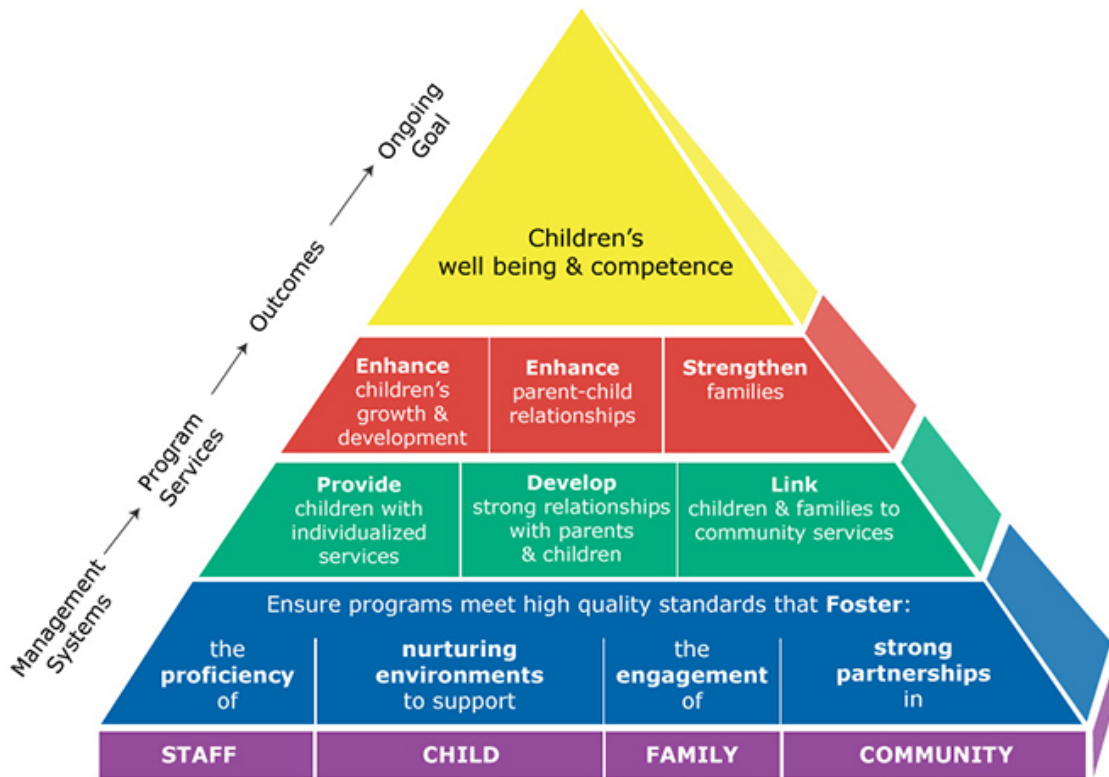 Ongoing
Goal
Outcomes
Program
Services
Management
Systems
Children’s
well being & competence
Enhance
children’s
growth &
development
Enhance
parent-child
relationships
Strengthen
families
Provide
children with
individualized
services
Develop
strong relationships
with parents
& children
Link
children & families to
community services
Ensure programs meet high quality standards that Foster:
the
proficiency
of
nurturing
environments
to support
the
engagement
of
strong
partnerships
in
STAFF
CHILD
FAMILY
COMMUNITY